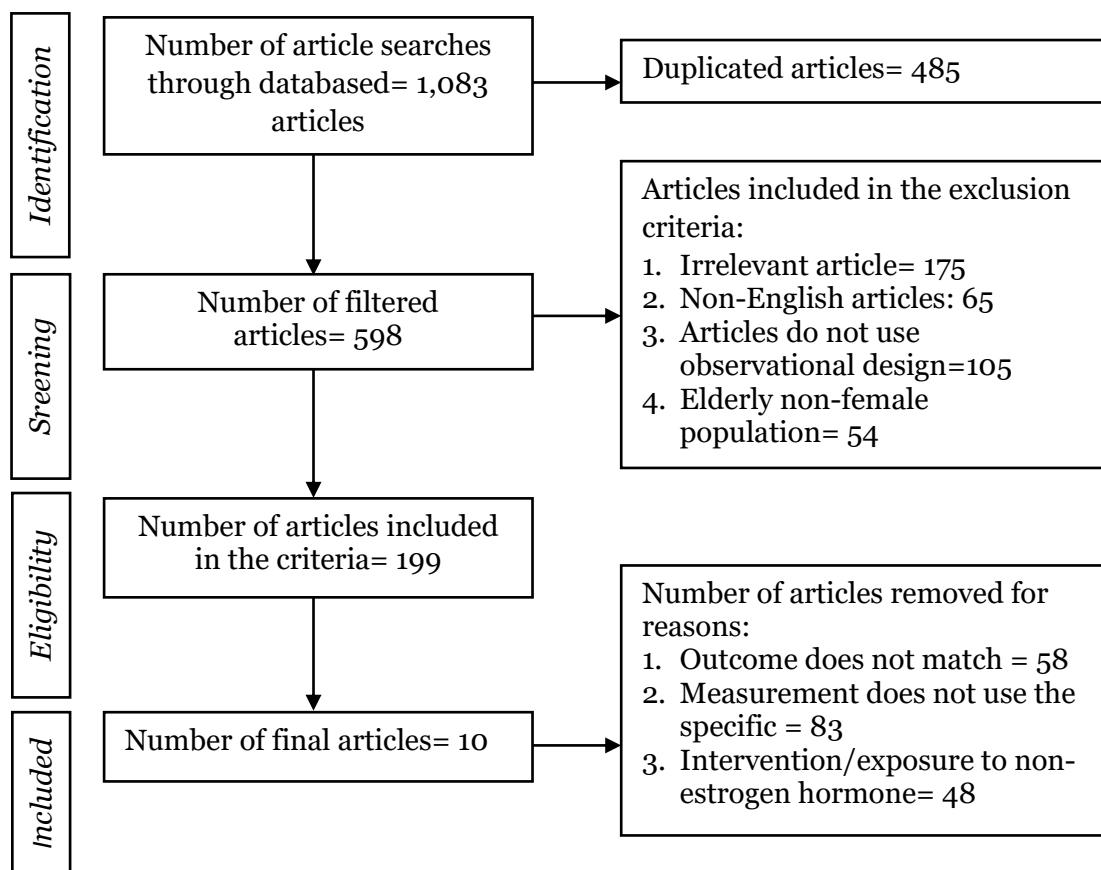 Identification
Number of article searches
through databased= 1,083
articles
Duplicated articles= 485
Articles included in the exclusion
criteria:
1. Irrelevant article= 175
2. Non-English articles: 65
3. Articles do not use
observational design=105
4. Elderly non-female
population= 54
Sreening
Number of filtered
articles= 598
Eligibility
Number of articles included
in the criteria= 199
Number of articles removed for
reasons:
1. Outcome does not match = 58
2. Measurement does not use the
specific = 83
3. Intervention/exposure to non-
estrogen hormone= 48
Included
Number of final articles= 10